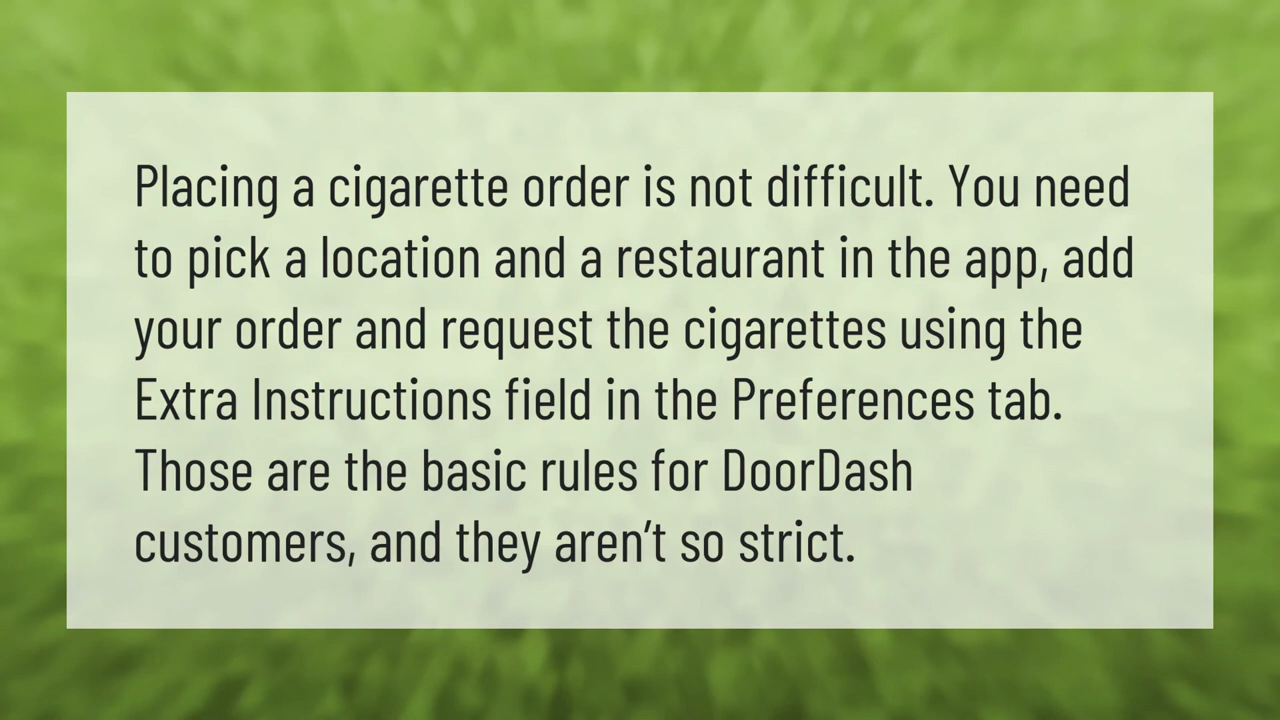 Placing a cigarette order is not difficult. You need
to pick a location and a restaurant in the app, add
your order and request the cigarettes using the
Extra Instructions field in the Preferences tab.
Those are the basic rules for DoorDash
customers, and they aren’t so strict.